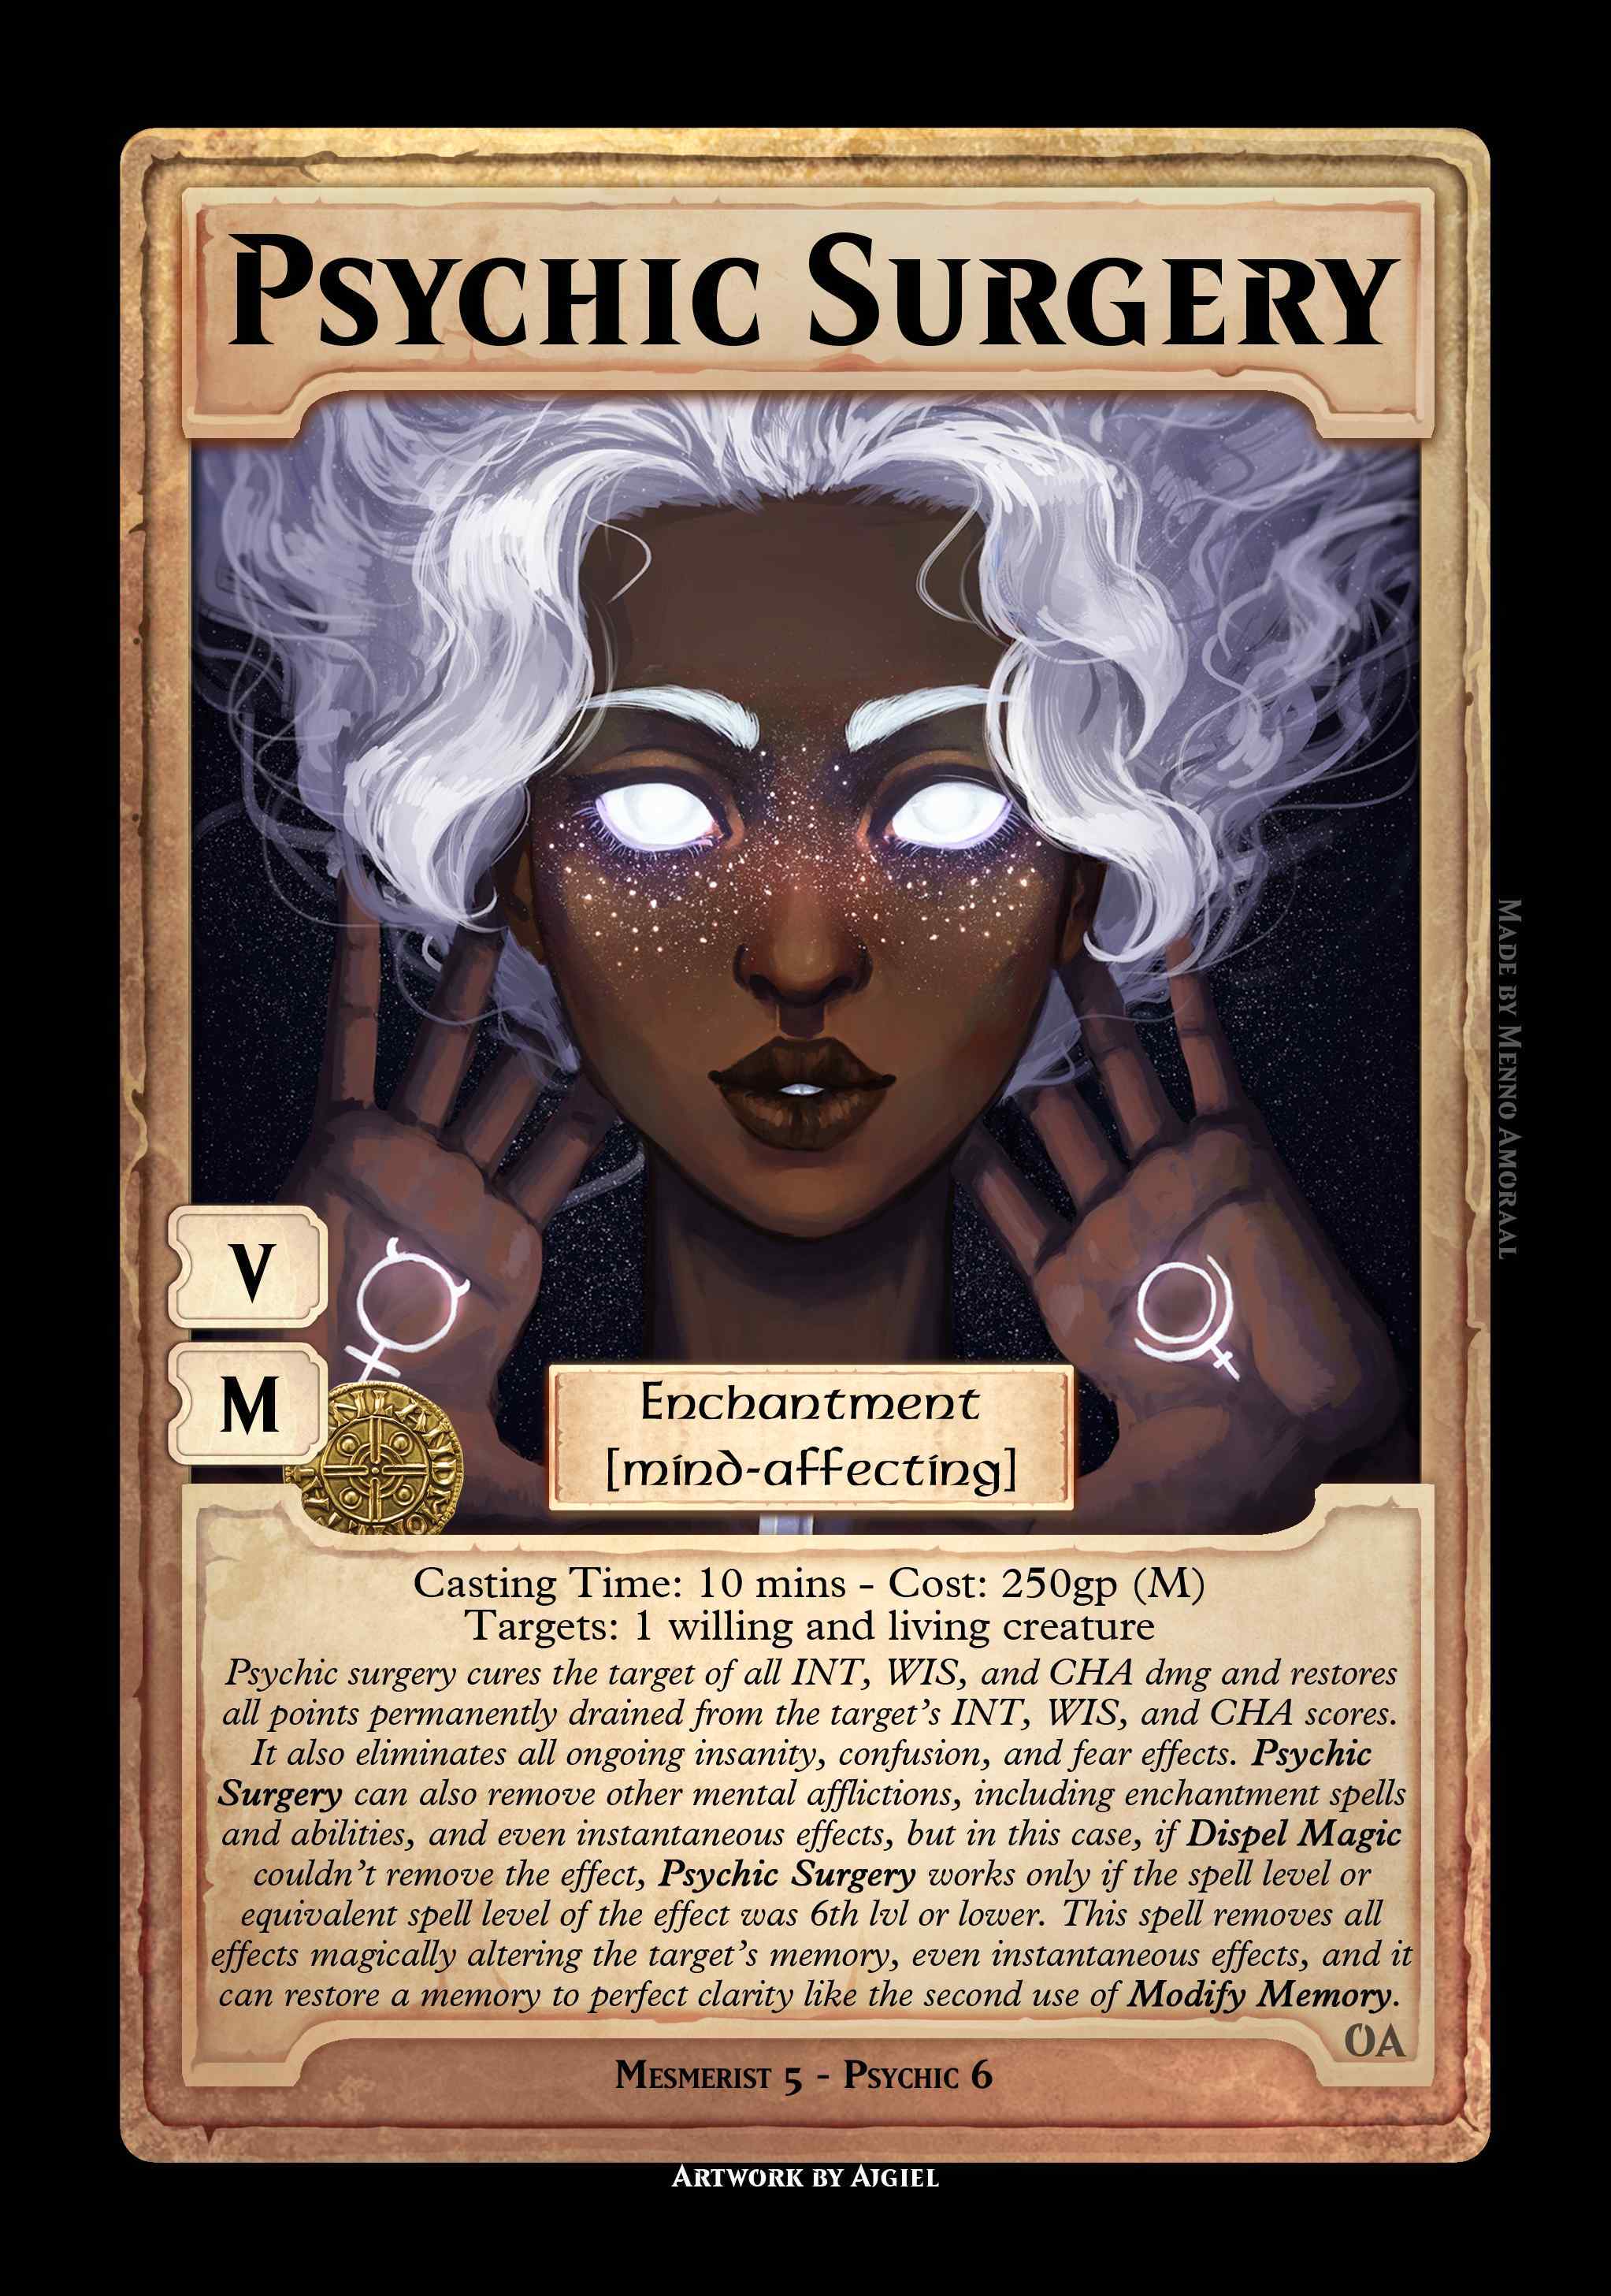 Psychic Surgery
V
M
Enchantment
[mind-affecting]
Casting Time: 10 mins - Cost: 250gp (M)
Targets: 1 willing and living creature
Psychic surgery cures the target of all INT, WIS, and CHA dmg and restores
all points permanently drained from the target's INT, WIS, and CHA scores.
It also eliminates all ongoing insanity, confusion, and fear effects. Psychic
Surgery can also remove other mental afflictions, including enchantment spells
and abilities, and even instantaneous effects, but in this case, if Dispel Magic
couldn't remove the effect, Psychic Surgery works only if the spell level or
equivalent spell level of the effect was 6th lvl or lower. This spell removes all
effects magically altering the target's memory, even instantaneous effects, and it
can restore a memory to perfect clarity like the second use of Modify Memory.
OA
Mesmerist 5 - Psychic 6
Artwork by Ajgiel
Made by Menno Amoraal